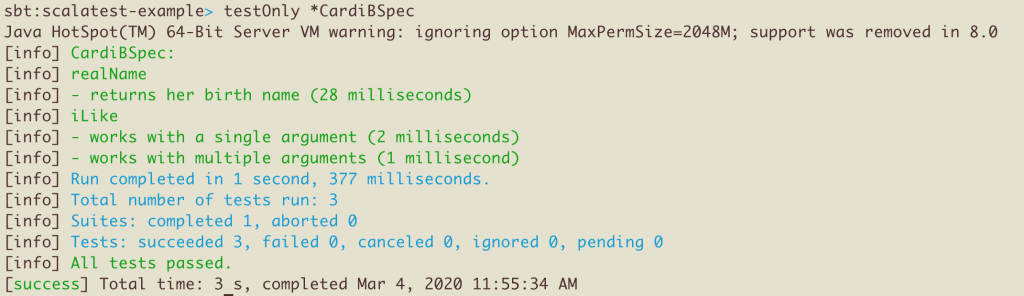 sbt:scalatest-example> testOnly *CardiBSpec
Java HotSpot(TM) 64-Bit Server VM warning: ignoring option MaxPermSize=2048M; support was removed in 8.0
[info] CardiBSpec:
[info] realName
[info] - returns her birth name (28 milliseconds)
[info] iLike
[info] - works with a single argument (2 milliseconds)
[info] - works with multiple arguments (1 millisecond)
[info] Run completed in 1 second, 377 milliseconds.
[info] Total number of tests run: 3
[info] Suites: completed 1, aborted 0
[info] Tests: succeeded 3, failed 0, canceled 0, ignored 0, pending 0
[info] All tests passed.
[success] Total time: 3 s, completed Mar 4, 2020 11:55:34 AM